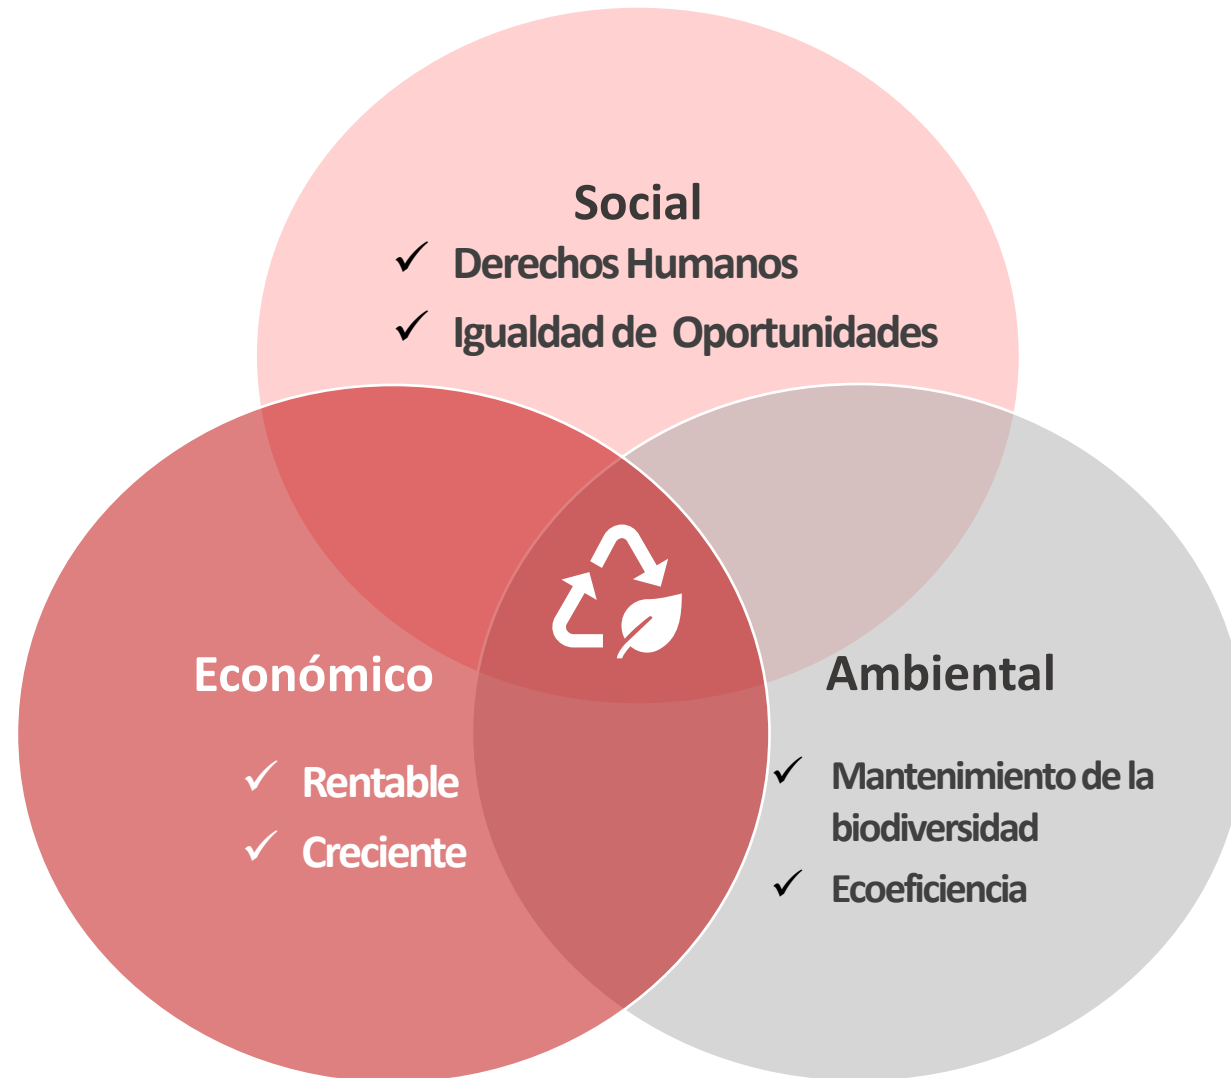 Social
✓ Derechos Humanos
✓ Igualdad de Oportunidades
Económico
✓ Rentable
✓ Creciente
Ambiental
✓ Mantenimiento de la
biodiversidad
✓ Ecoeficiencia